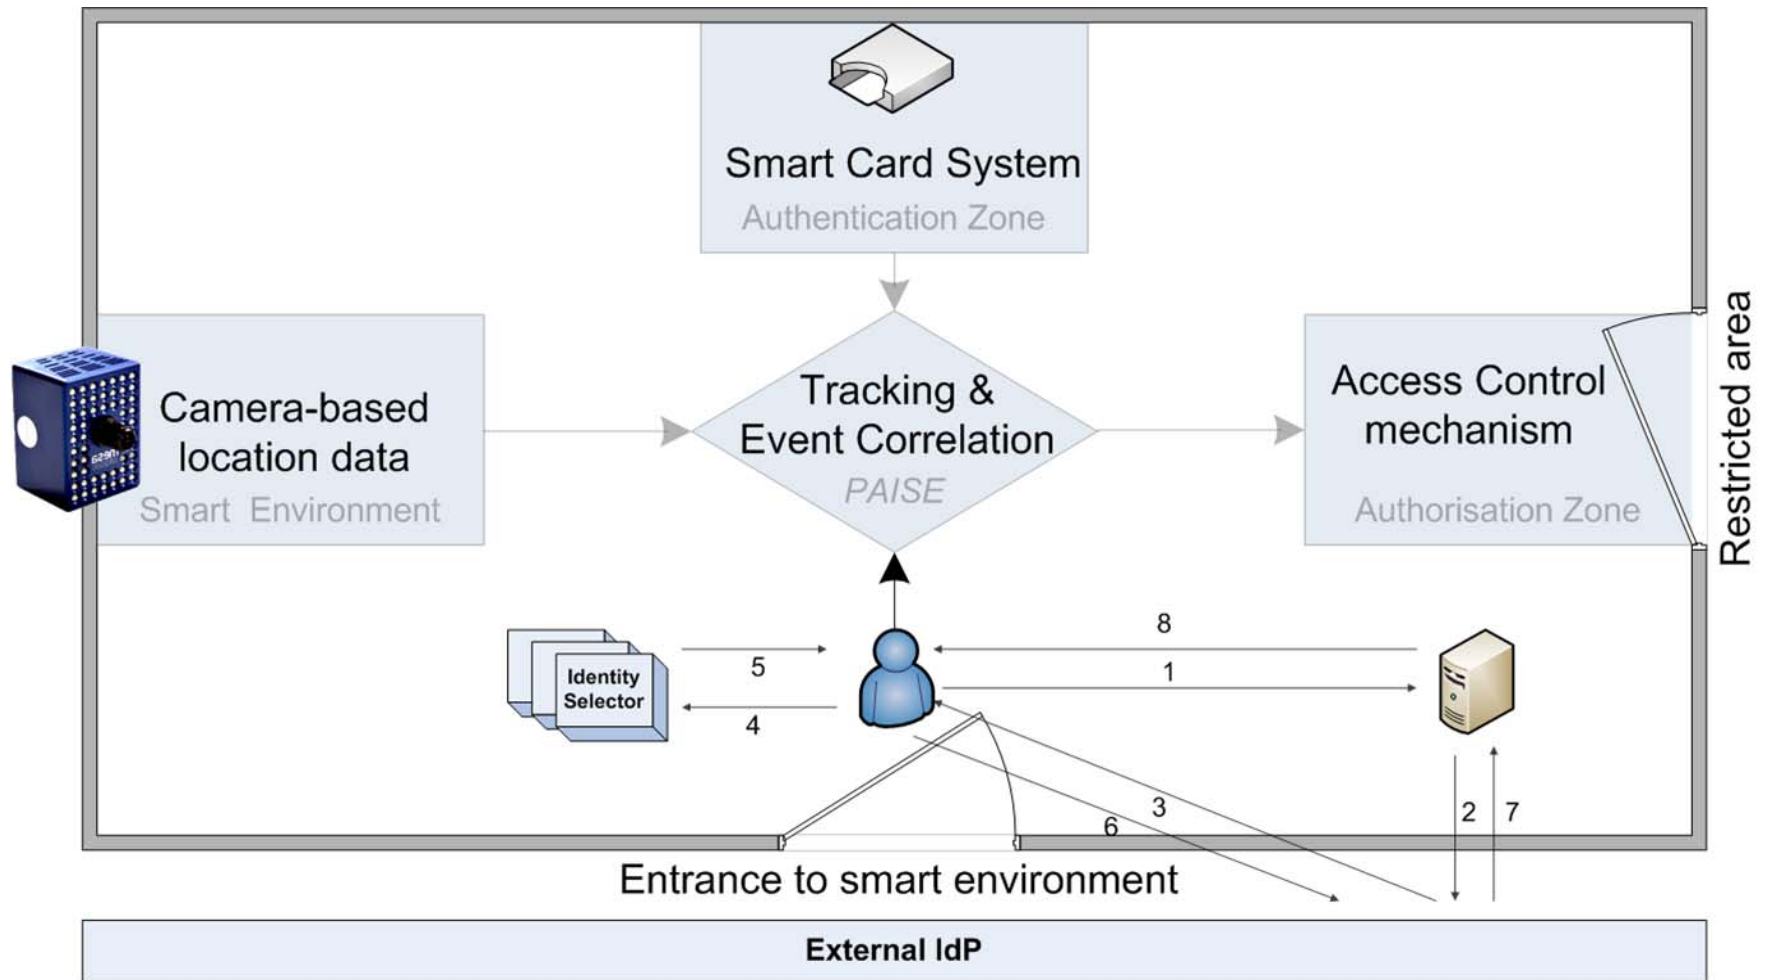 Smart Card System
Authentication Zone
Camera-based
location data
Smart Environment
Tracking &
Event Correlation
PAISE
Access Control
mechanism
Authorisation Zone
Restricted area
Identity
Selector
5
4
8
1
3
6
2
7
Entrance to smart environment
External IdP